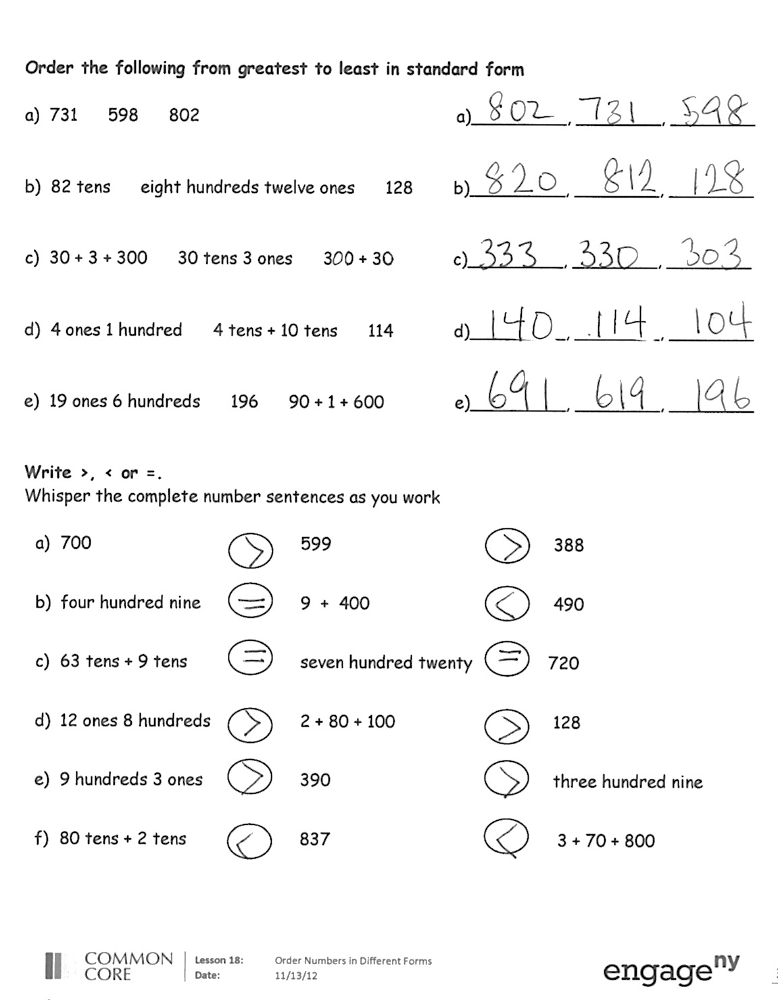 Order the following from greatest to least in standard form
a) 731 598 802 a) 802, 731, 598
b) 82 tens eight hundreds twelve ones 128 b) 820, 812, 128
c) 30 + 3 + 300 30 tens 3 ones 300 + 30 c) 333, 330, 303
d) 4 ones 1 hundred 4 tens + 10 tens 114 d) 140, 114, 104
e) 19 ones 6 hundreds 196 90 + 1 + 600 e) 691, 619, 196
Write >, < or =.
Whisper the complete number sentences as you work
a) 700 > 599 > 388
b) four hundred nine = 9 + 400 < 490
c) 63 tens + 9 tens = seven hundred twenty = 720
d) 12 ones 8 hundreds > 2 + 80 + 100 > 128
e) 9 hundreds 3 ones > 390 > three hundred nine
f) 80 tens + 2 tens < 837 < 3 + 70 + 800
COMMON CORE
Lesson 18: Order Numbers in Different Forms
Date: 11/13/12
engageny